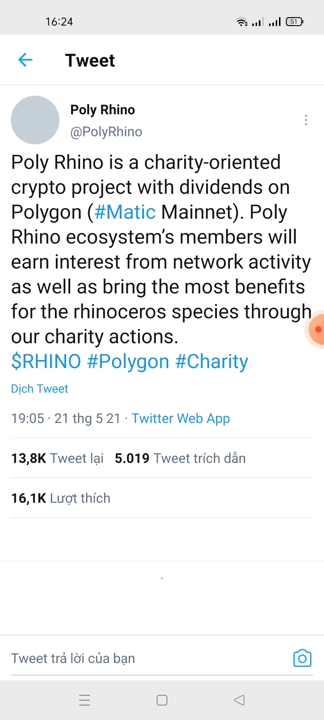 16:24
51
Tweet
Poly Rhino
@PolyRhino
Poly Rhino is a charity-oriented
crypto project with dividends on
Polygon (#Matic Mainnet). Poly
Rhino ecosystem’s members will
earn interest from network activity
as well as bring the most benefits
for the rhinoceros species through
our charity actions.
$RHINO #Polygon #Charity
Dịch Tweet
19:05 · 21 thg 5 21 · Twitter Web App
13,8K Tweet lại 5.019 Tweet trích dẫn
16,1K Lượt thích
Tweet trả lời của bạn